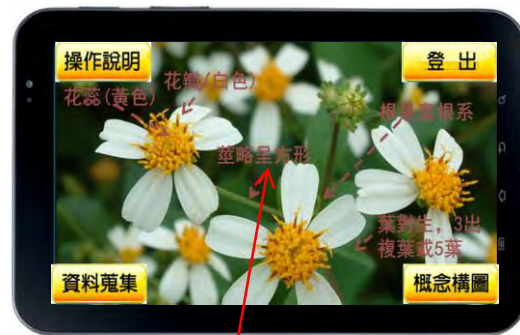 操作說明
登 出
花瓣(白色)
花蕊(黃色)
根是蓄根系
莖略呈方形
葉對生，3出
複葉或5葉
資料蒐集
概念構圖